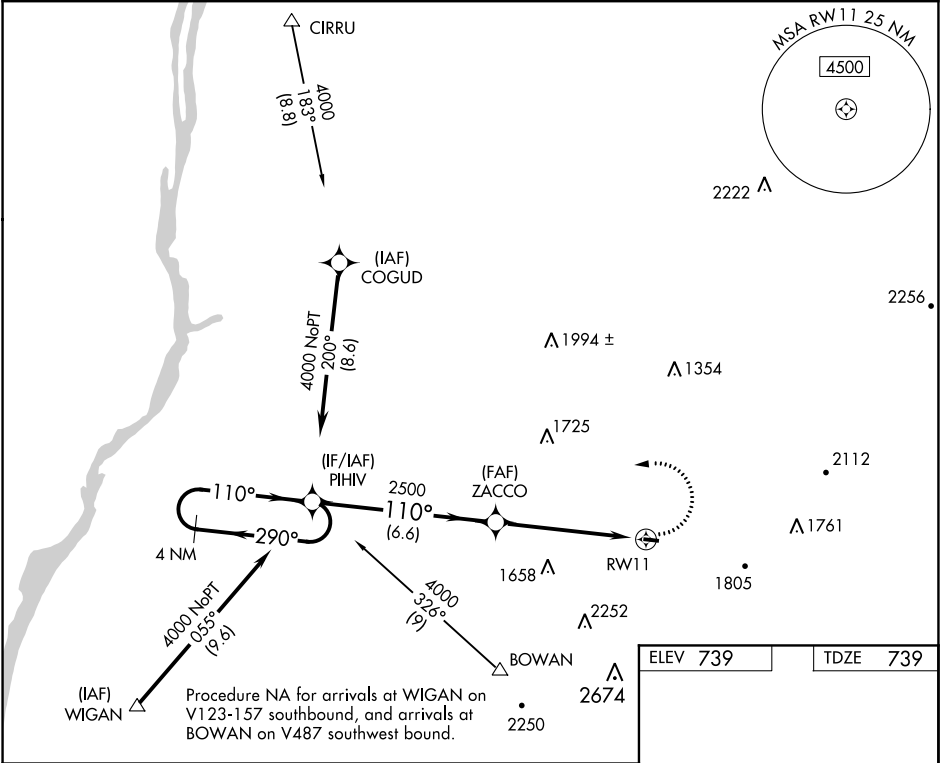 CIRRU
4000
183°
(8.8)
MSA RW11 25 NM
4500
2222
(IAF)
COGUD
2256
4000 NoPT
200°
(8.6)
1994 ±
1354
1725
(IF/IAF)
PIHIV
2500
110°
(6.6)
(FAF)
ZACCO
2112
110°
290°
4 NM
1761
RW11
1658
1805
4000 NoPT
055°
(9.6)
4000
326°
(9)
2252
BOWAN
2674
ELEV 739
TDZE 739
(IAF)
WIGAN
Procedure NA for arrivals at WIGAN on
V123-157 southbound, and arrivals at
BOWAN on V487 southwest bound.
2250